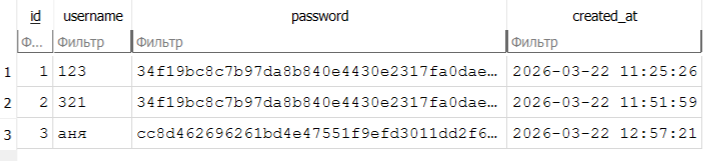 id username password created_at
Ф… Фильтр Фильтр Фильтр
1 1 123 34f19bc8c7b97da8b840e4430e2317fa0dae… 2026-03-22 11:25:26
2 2 321 34f19bc8c7b97da8b840e4430e2317fa0dae… 2026-03-22 11:51:59
3 3 аня cc8d462696261bd4e47551f9efd3011dd2f6… 2026-03-22 12:57:21